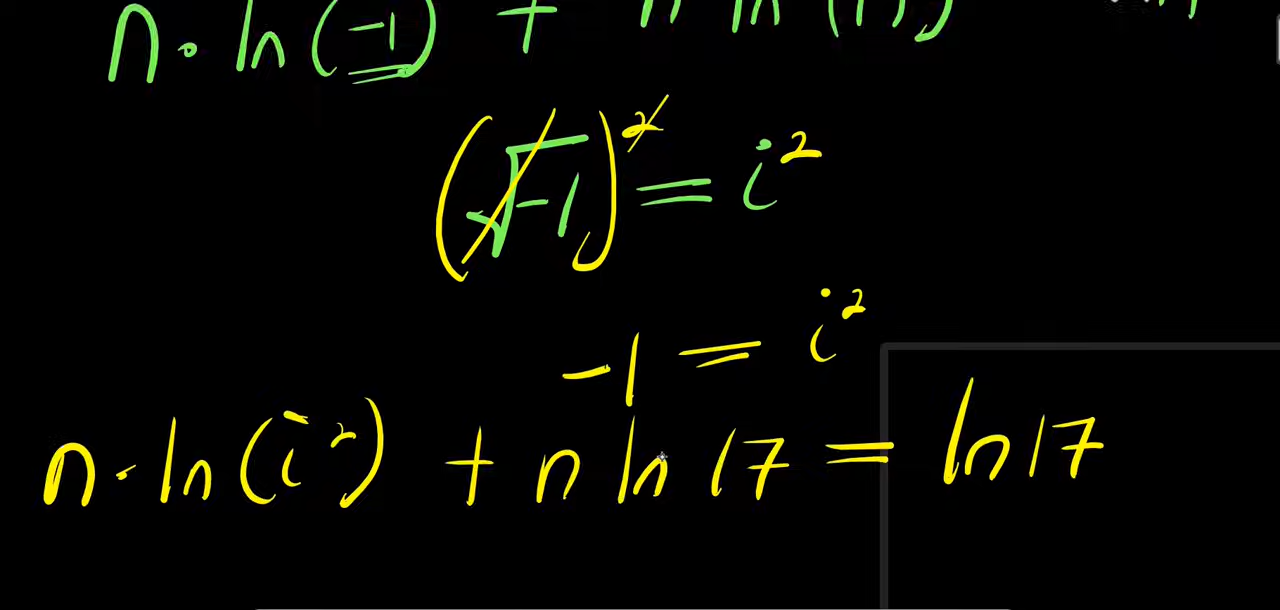 n · ln(-1) + n ln(17)
(√-1)² = i²
-1 = i²
n · ln(i²) + n ln 17 = ln 17